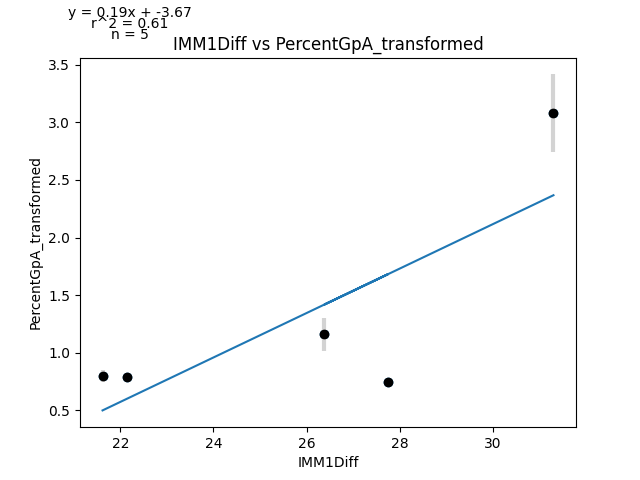 y = 0.19x + -3.67
r^2 = 0.61
n = 5
IMM1Diff vs PercentGpA_transformed
3.5
3.0
2.5
2.0
1.5
1.0
0.5
PercentGpA_transformed
22 24 26 28 30
IMM1Diff